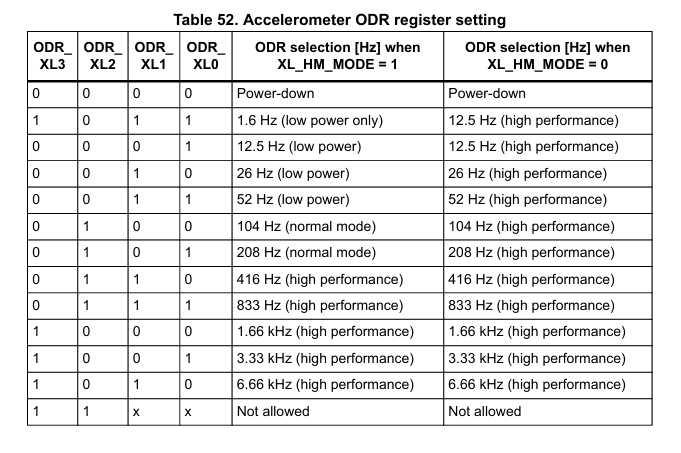 Table 52. Accelerometer ODR register setting
ODR_ ODR_ ODR_ ODR_ ODR selection [Hz] when ODR selection [Hz] when
XL3 XL2 XL1 XL0 XL_HM_MODE = 1 XL_HM_MODE = 0
0 0 0 0 Power-down Power-down
1 0 1 1 1.6 Hz (low power only) 12.5 Hz (high performance)
0 0 0 1 12.5 Hz (low power) 12.5 Hz (high performance)
0 0 1 0 26 Hz (low power) 26 Hz (high performance)
0 0 1 1 52 Hz (low power) 52 Hz (high performance)
0 1 0 0 104 Hz (normal mode) 104 Hz (high performance)
0 1 0 1 208 Hz (normal mode) 208 Hz (high performance)
0 1 1 0 416 Hz (high performance) 416 Hz (high performance)
0 1 1 1 833 Hz (high performance) 833 Hz (high performance)
1 0 0 0 1.66 kHz (high performance) 1.66 kHz (high performance)
1 0 0 1 3.33 kHz (high performance) 3.33 kHz (high performance)
1 0 1 0 6.66 kHz (high performance) 6.66 kHz (high performance)
1 1 x x Not allowed Not allowed